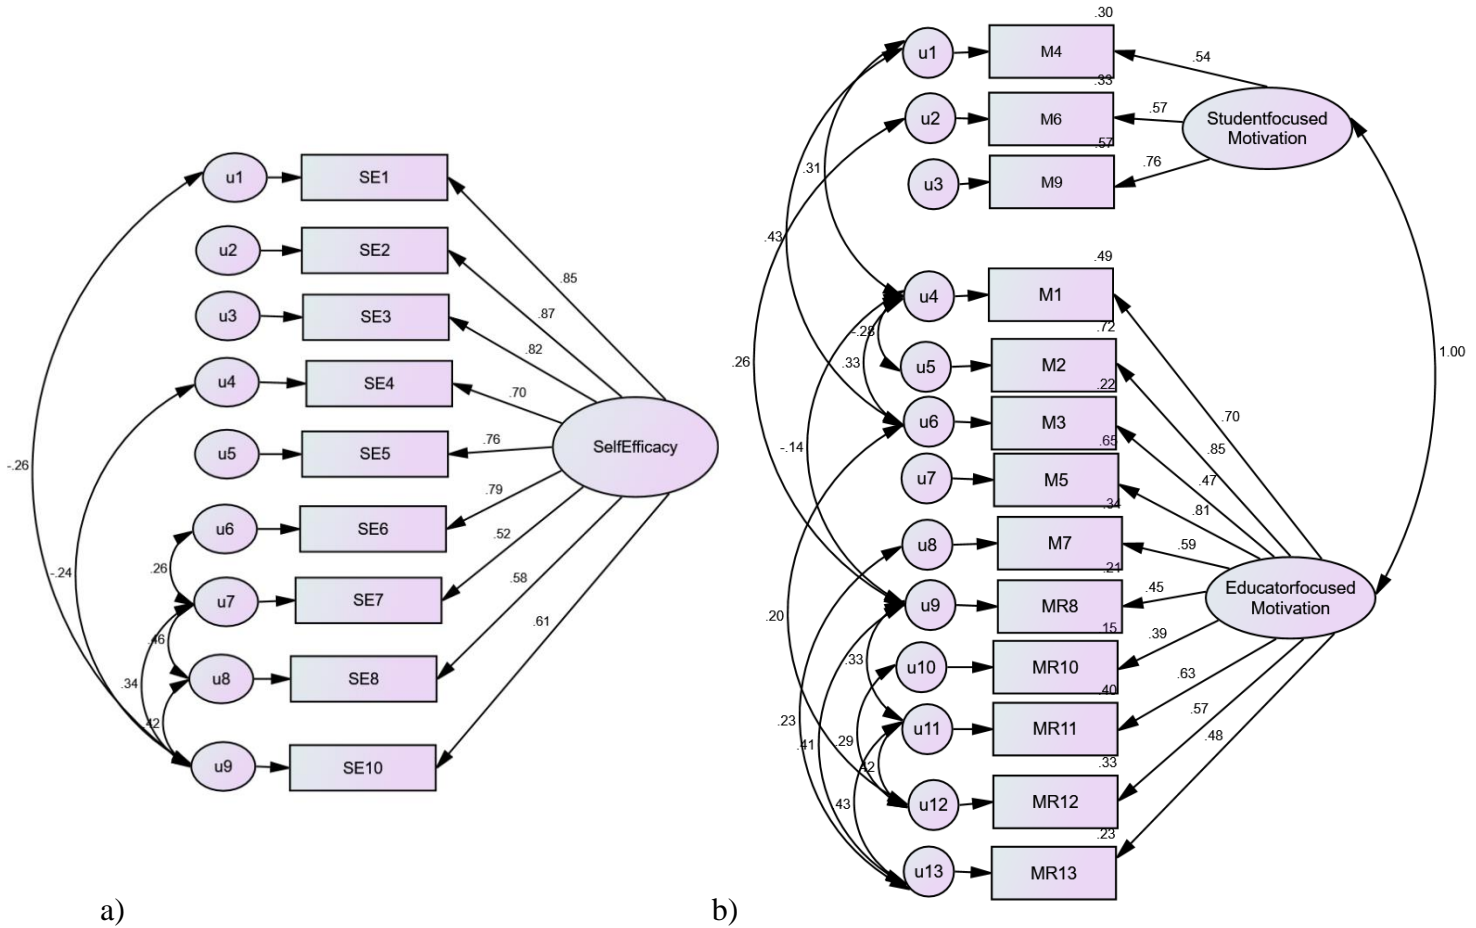 u1
SE1
u2
SE2
u3
SE3
u4
SE4
u5
SE5
u6
SE6
u7
SE7
u8
SE8
u9
SE10
SelfEfficacy
.85
.87
.82
.70
.76
.79
.52
.58
.61
-.26
-.24
.26
.46
.34
.42
a)
.30
u1
M4
.54
.33
u2
M6
.57
.57
u3
M9
.76
Studentfocused
Motivation
.31
.43
.49
u4
M1
.72
-.28
u5
M2
.33
.26
.22
u6
M3
.65
-.14
u7
M5
.34
u8
M7
.21
u9
MR8
.15
.20
u10
MR10
.40
.33
u11
MR11
.33
.23
.41
.29
.42
u12
MR12
.23
.43
u13
MR13
.70
.85
.47
.81
.59
.45
.39
.63
.57
.48
Educatorfocused
Motivation
1.00
b)